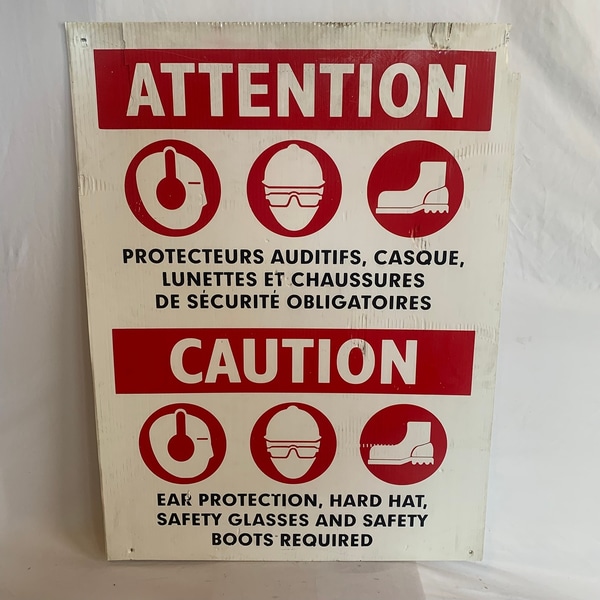 ATTENTION
PROTECTEURS AUDITIFS, CASQUE,
LUNETTES ET CHAUSSURES
DE SÉCURITÉ OBLIGATOIRES
CAUTION
EAR PROTECTION, HARD HAT,
SAFETY GLASSES AND SAFETY
BOOTS REQUIRED